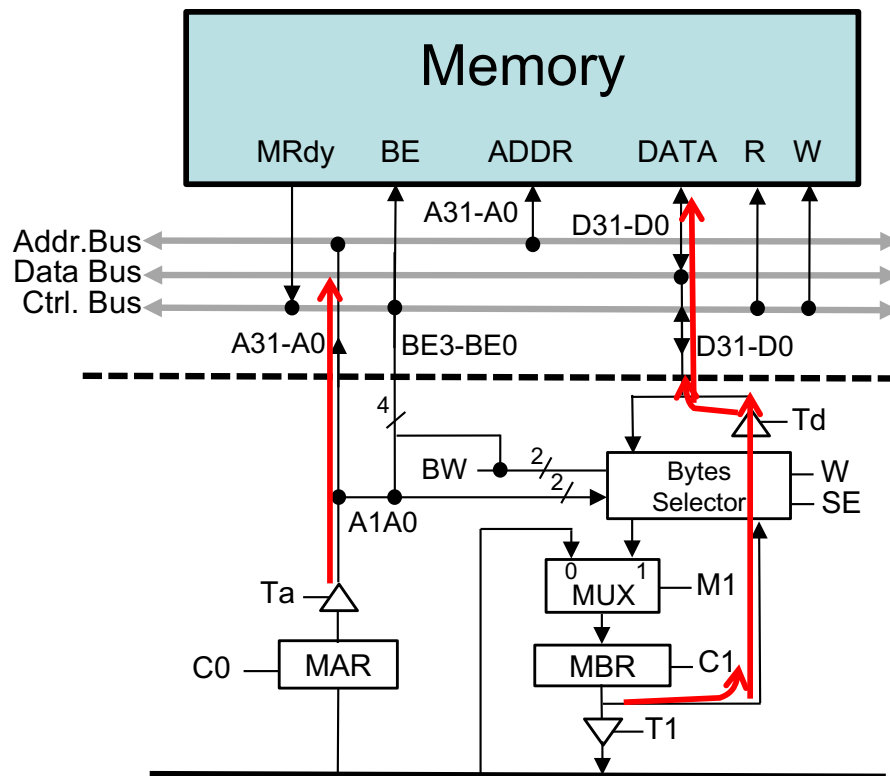 Memory
MRdy BE ADDR DATA R W
A31-A0
D31-D0
Addr.Bus
Data Bus
Ctrl. Bus
A31-A0
BE3-BE0
D31-D0
4
Td
BW
2
2
Bytes
Selector
W
SE
A1A0
0 1
MUX
M1
Ta
C0
MAR
MBR
C1
T1